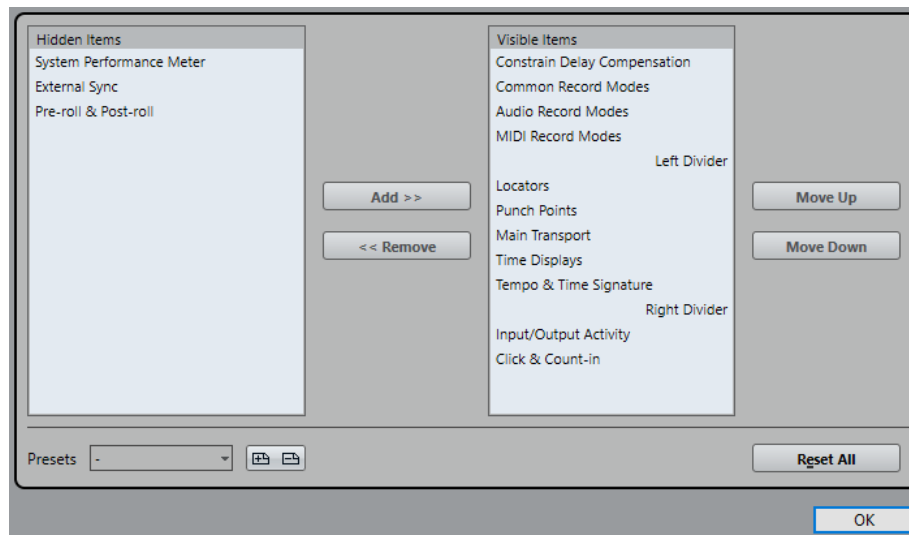 Hidden Items
System Performance Meter
External Sync
Pre-roll & Post-roll
Add >>
<< Remove
Visible Items
Constrain Delay Compensation
Common Record Modes
Audio Record Modes
MIDI Record Modes
Left Divider
Locators
Punch Points
Main Transport
Time Displays
Tempo & Time Signature
Right Divider
Input/Output Activity
Click & Count-in
Move Up
Move Down
Presets -
Reset All
OK